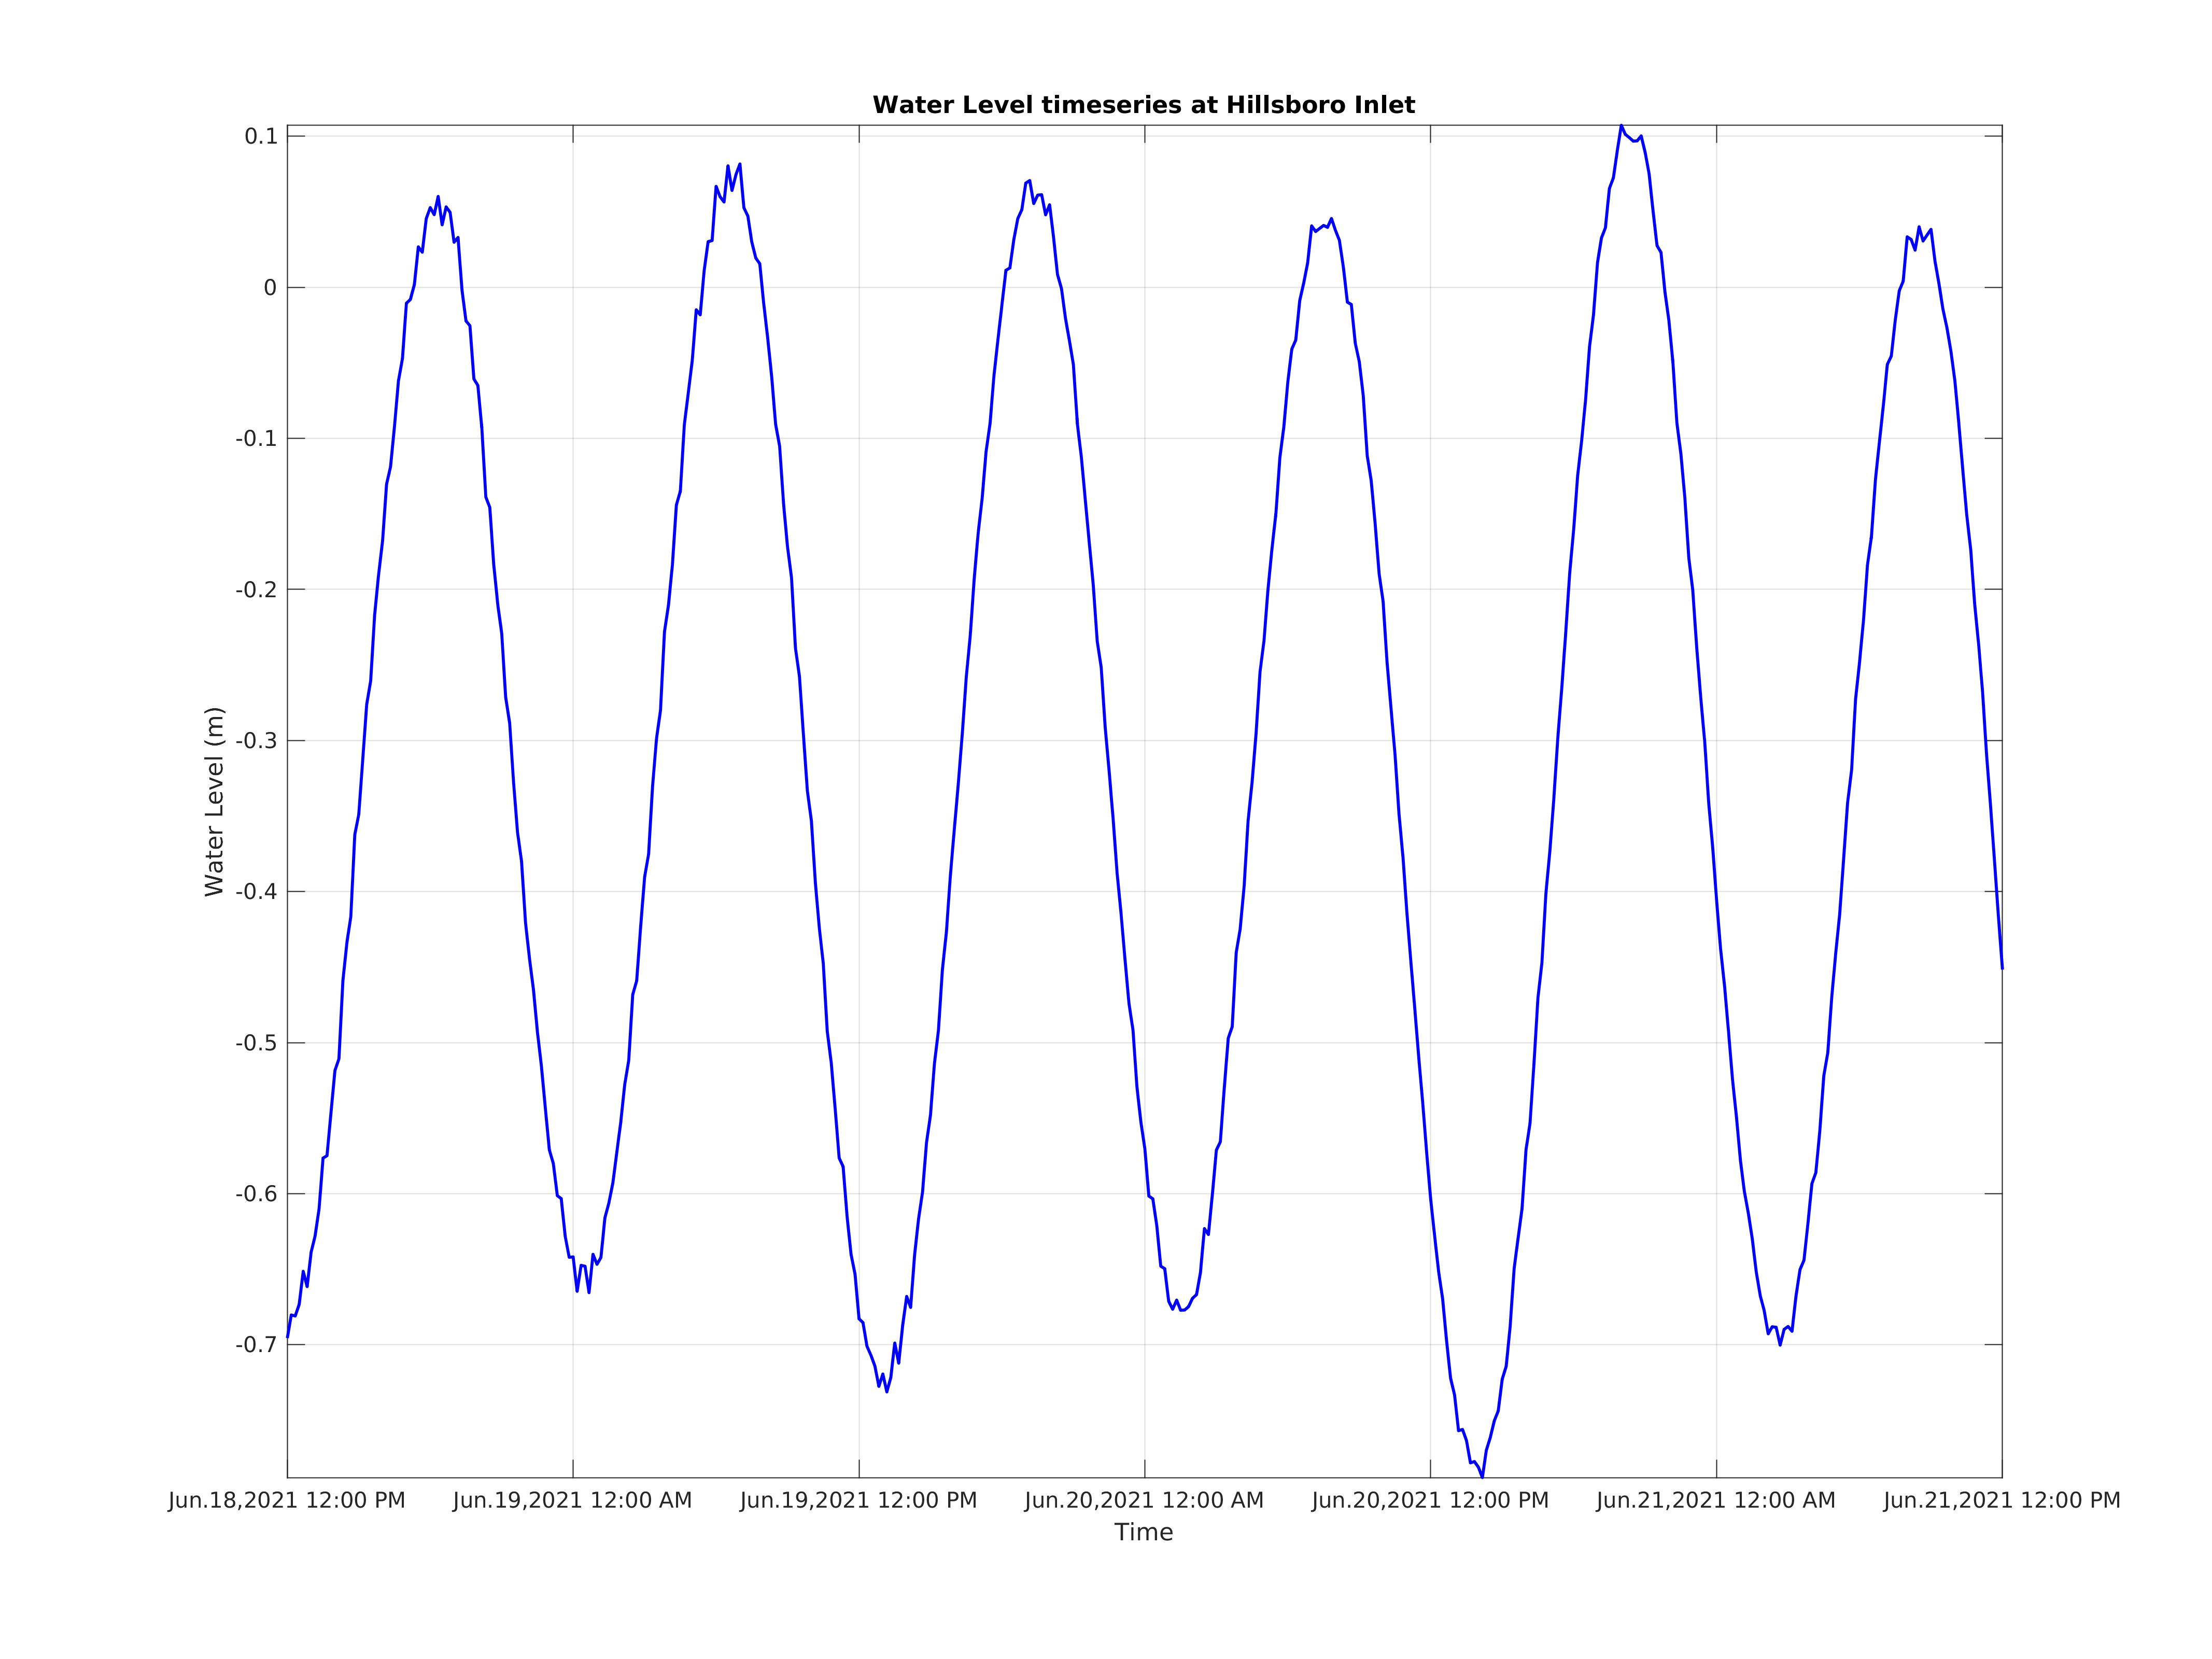 Water Level timeseries at Hillsboro Inlet
0.1
0
-0.1
-0.2
-0.3
-0.4
-0.5
-0.6
-0.7
Water Level (m)
Jun.18,2021 12:00 PM Jun.19,2021 12:00 AM Jun.19,2021 12:00 PM Jun.20,2021 12:00 AM Jun.20,2021 12:00 PM Jun.21,2021 12:00 AM Jun.21,2021 12:00 PM
Time